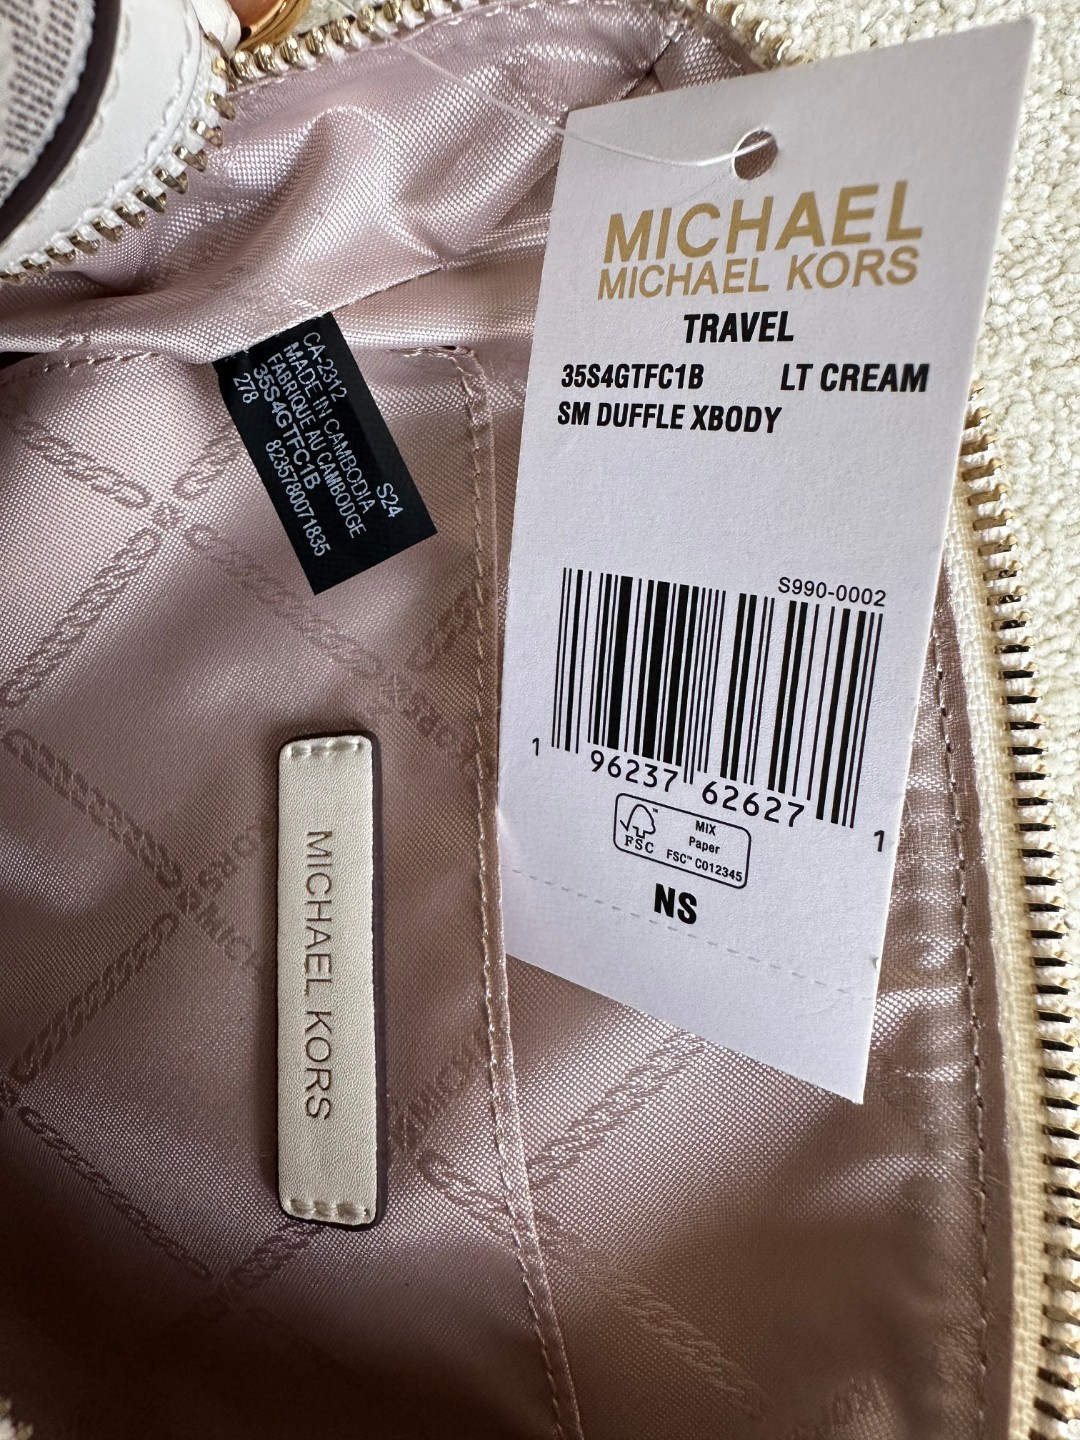 MICHAEL
MICHAEL KORS
TRAVEL
35S4GTFC1B LT CREAM
SM DUFFLE XBODY
S990-0002
1 96237 62627 1
FSC
MIX
Paper
FSC™ C012345
NS
CA-2312
MADE IN CAMBODIA S24
FABRIQUE AU CAMBODGE
35S4GTFC1B
278 8235780071835
MICHAEL KORS